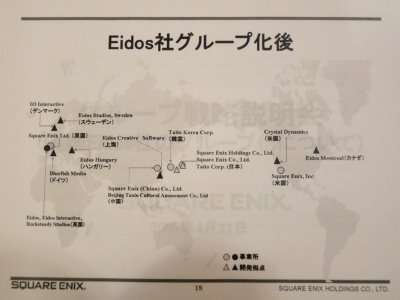 Eidos社グループ化後
IO Interactive
(デンマーク)
Eidos Studios, Sweden
(スウェーデン)
Square Enix Ltd. (英国)
Eidos Hungary
(ハンガリー)
Bluefish Media
(ドイツ)
Eidos, Eidos Interactive,
Rocksteady Studios(英国)
Eidos Creative Software
(上海)
Taito Korea Corp.
(韓国)
Square Enix Holdings Co., Ltd.
Square Enix Co., Ltd.
Taito Corp. (日本)
Square Enix (China) Co., Ltd.
Beijing Taixin Cultural Amusement Co., Ltd
(中国)
Crystal Dynamics
(米国)
Eidos Montreal (カナダ)
Square Enix, Inc
(米国)
事業所
開発拠点
SQUARE ENIX.
18
SQUARE ENIX HOLDINGS CO., LTD.